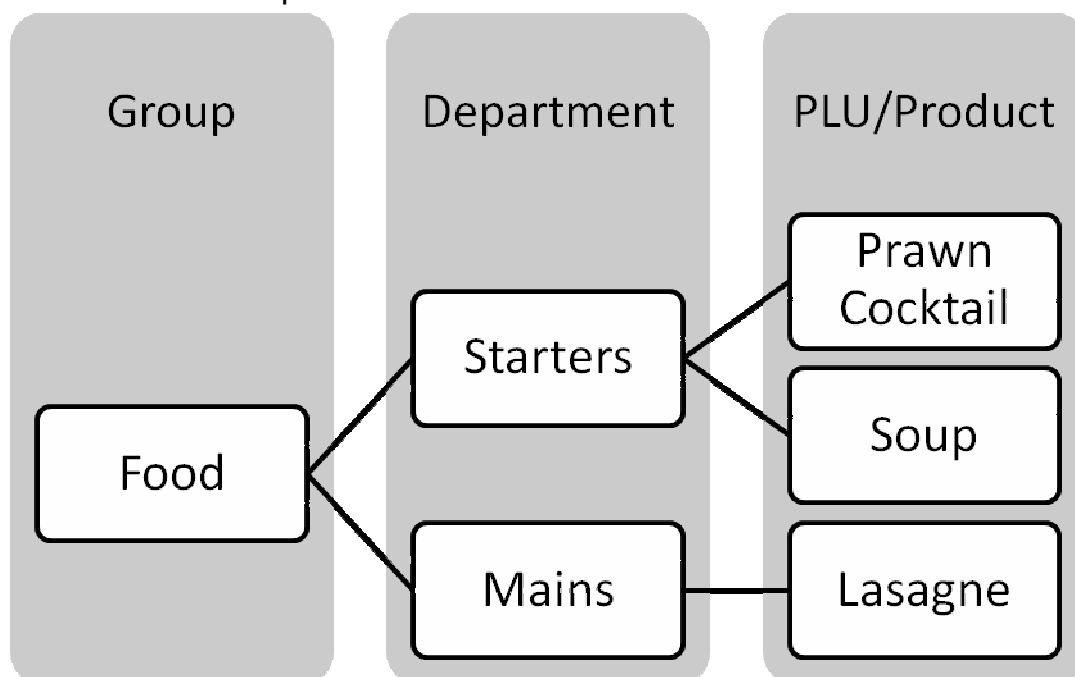 Group
Department
PLU/Product
Food
Starters
Mains
Prawn
Cocktail
Soup
Lasagne